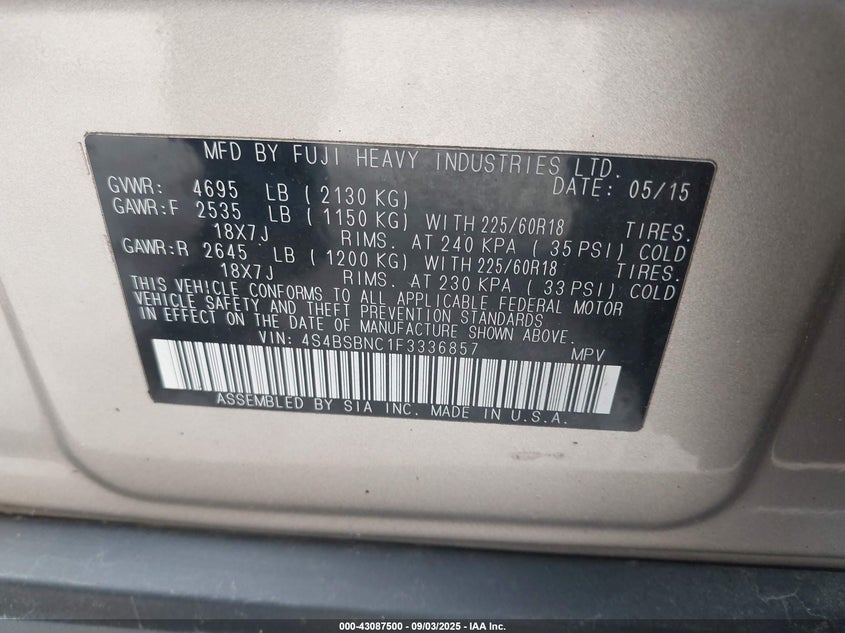 MFD BY FUJI HEAVY INDUSTRIES LTD.
DATE: 05/15
GVWR: 4695 LB ( 2130 KG)
GAWR:F 2535 LB ( 1150 KG) WITH 225/60R18 TIRES.
18X7J RIMS. AT 240 KPA ( 35 PSI) COLD
GAWR:R 2645 LB ( 1200 KG) WITH 225/60R18 TIRES.
18X7J RIMS. AT 230 KPA ( 33 PSI) COLD
THIS VEHICLE CONFORMS TO ALL APPLICABLE FEDERAL MOTOR
VEHICLE SAFETY AND THEFT PREVENTION STANDARDS
IN EFFECT ON THE DATE OF MANUFACTURE SHOWN ABOVE.
VIN: 4S4BSBNC1F3336857 MPV
ASSEMBLED BY SIA INC. MADE IN U.S.A.
000-43087500 - 09/03/2025 - IAA Inc.